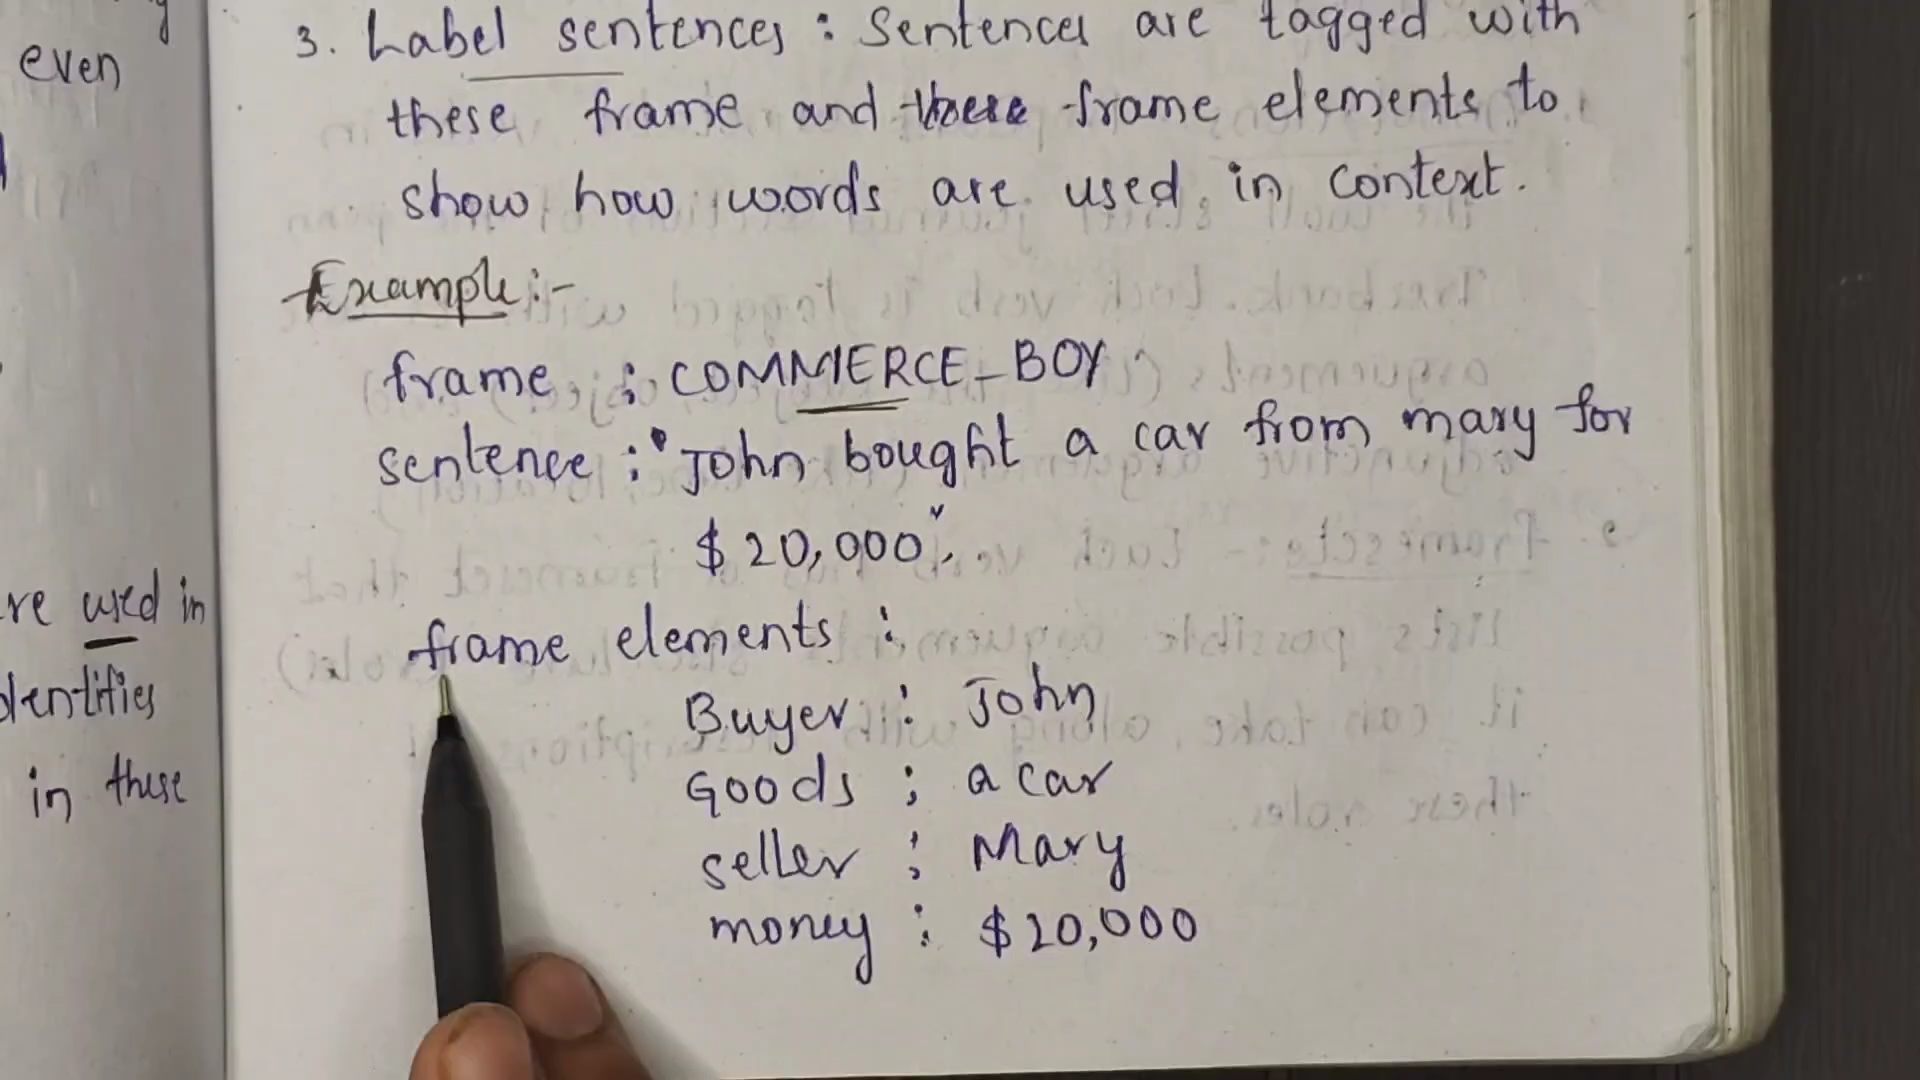 even
re used in
dentifies
in these
3. Label sentences : Sentences are tagged with
these frame and these frame elements to
show how words are used in context.
Example :-
frame : COMMERCE_BOY
sentence : "John bought a car from mary for
$20,000".
frame elements :
Buyer : John
Goods : a car
seller : Mary
money : $20,000